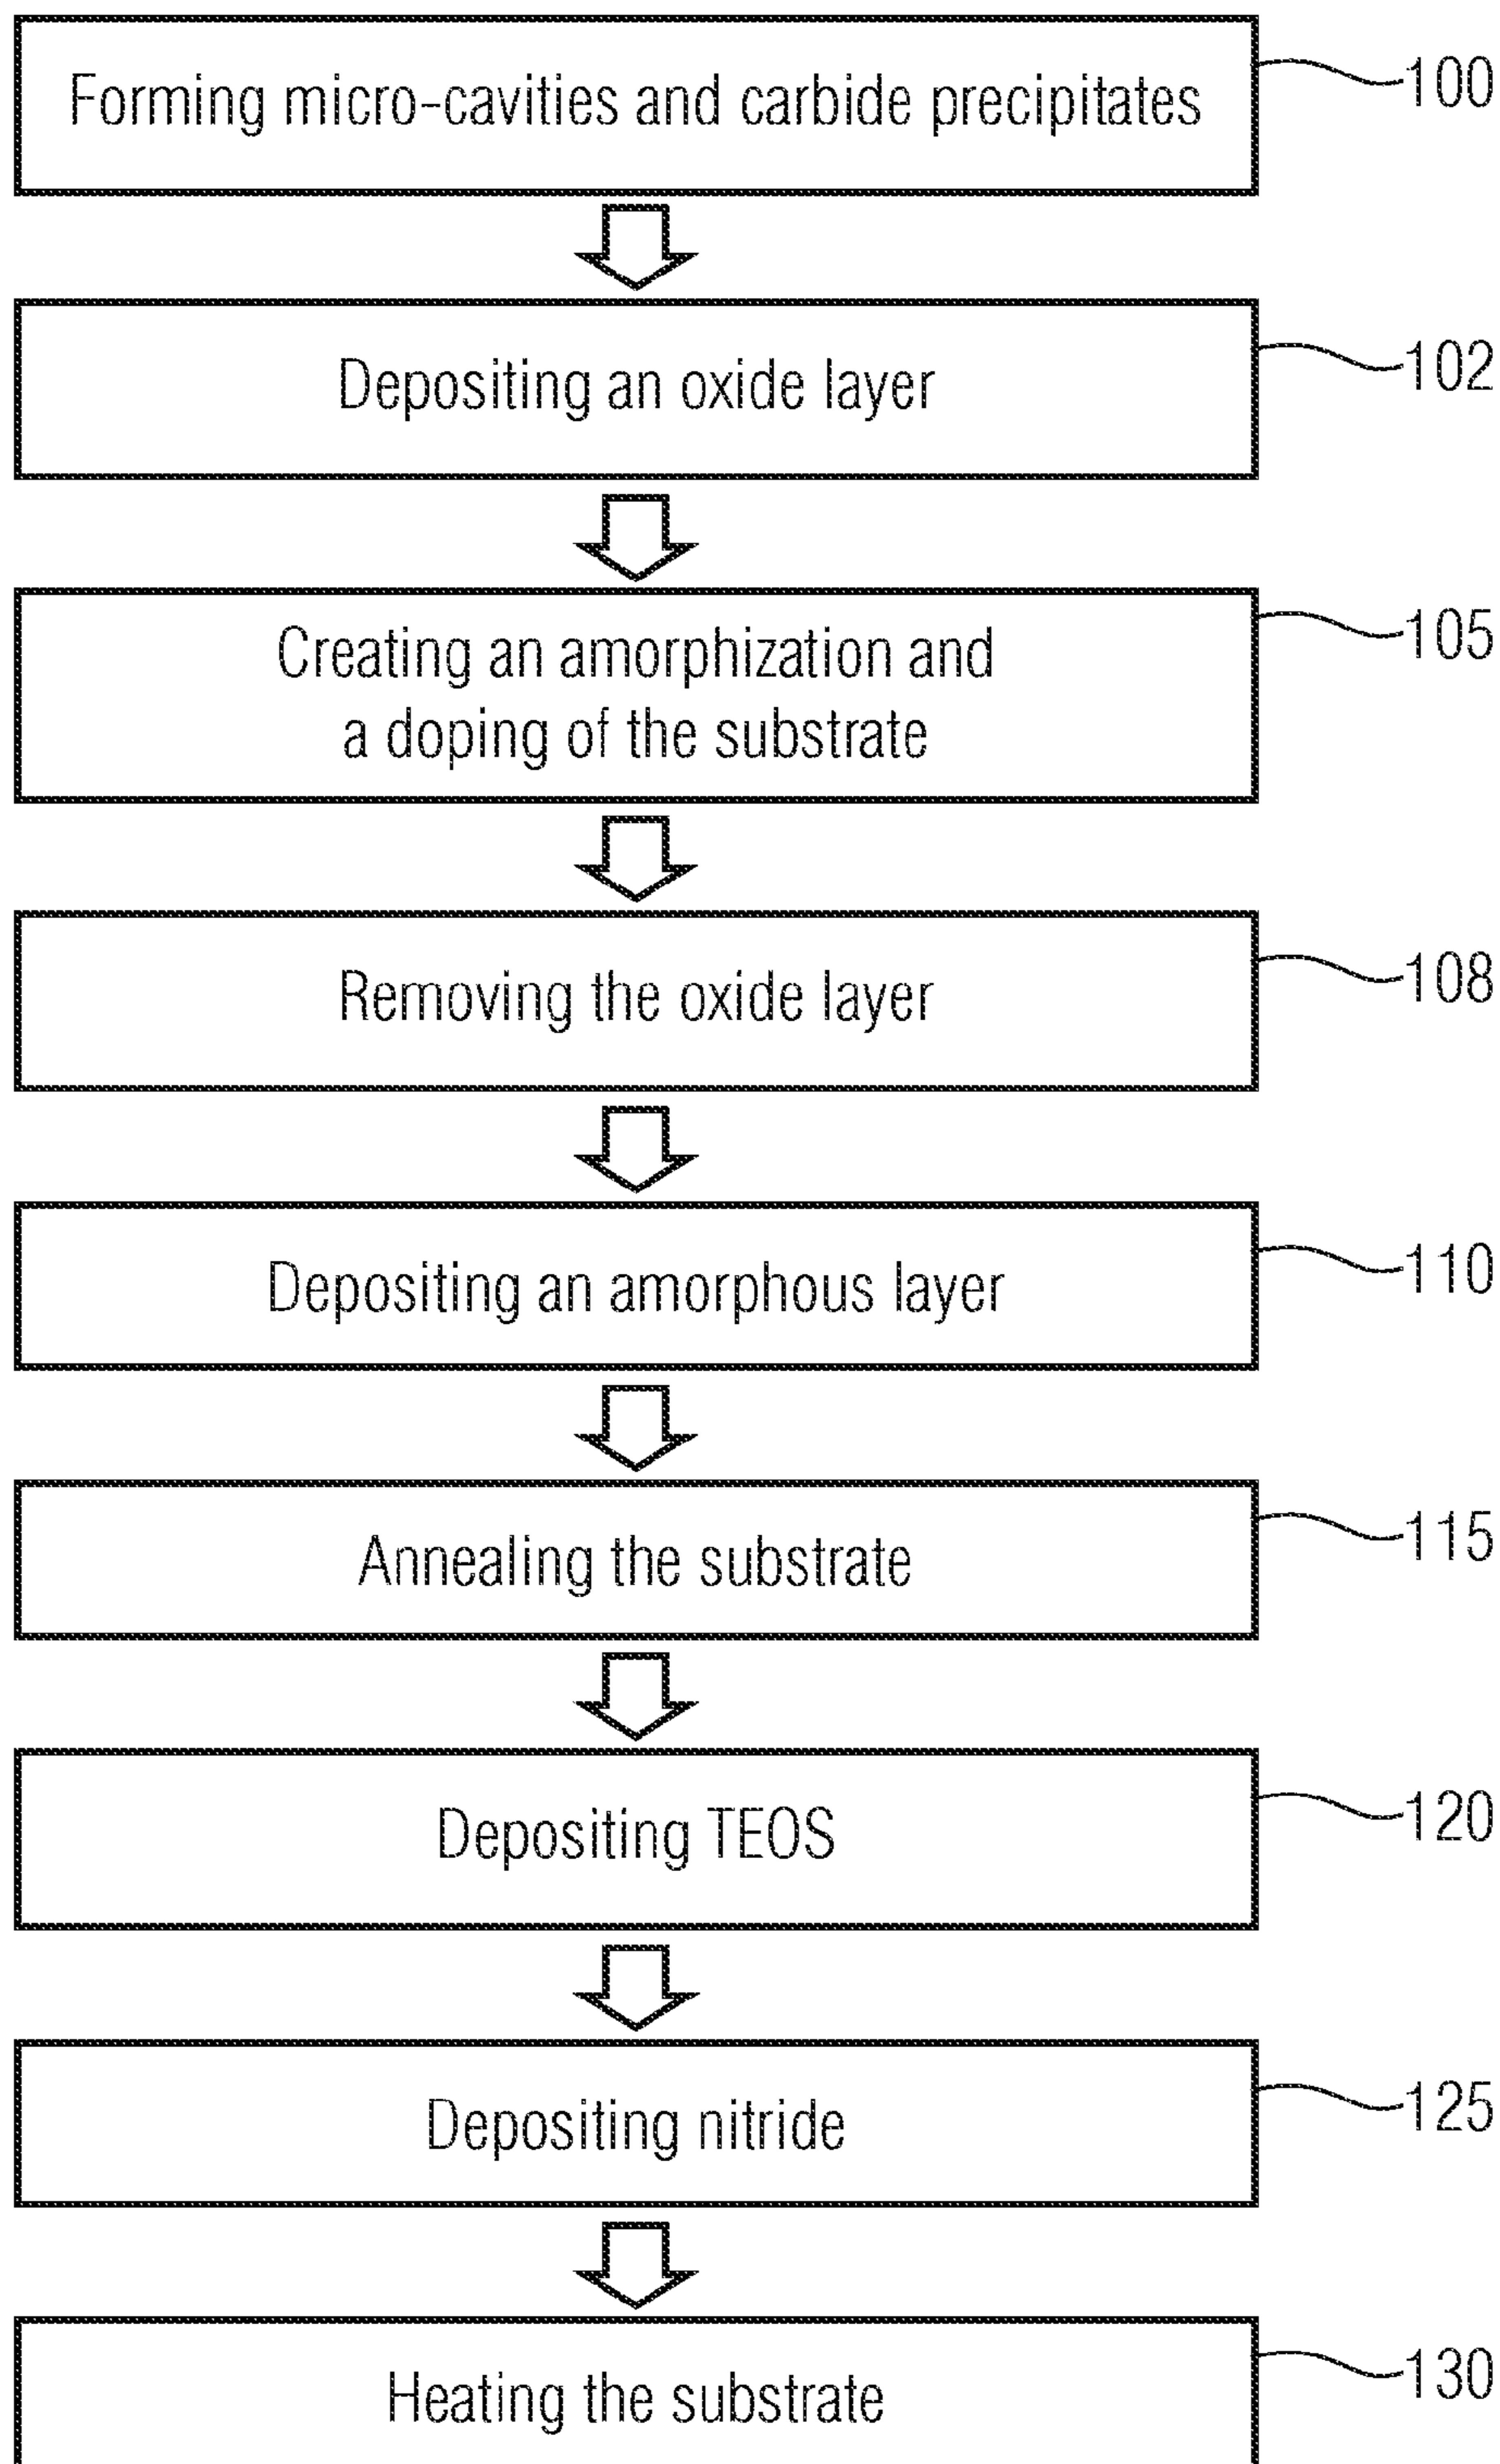 Forming micro-cavities and carbide precipitates
100
Depositing an oxide layer
102
Creating an amorphization and
a doping of the substrate
105
Removing the oxide layer
108
Depositing an amorphous layer
110
Annealing the substrate
115
Depositing TEOS
120
Depositing nitride
125
Heating the substrate
130